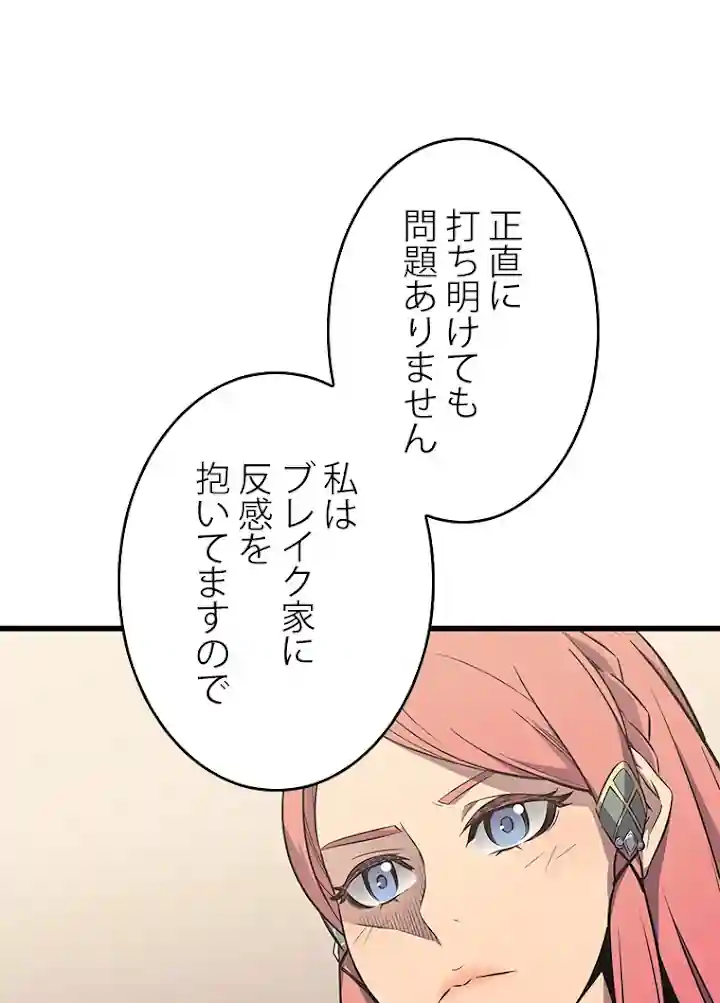 正直に
打ち明けても
問題ありません
私は
ブレイク家に
反感を
抱いてますので